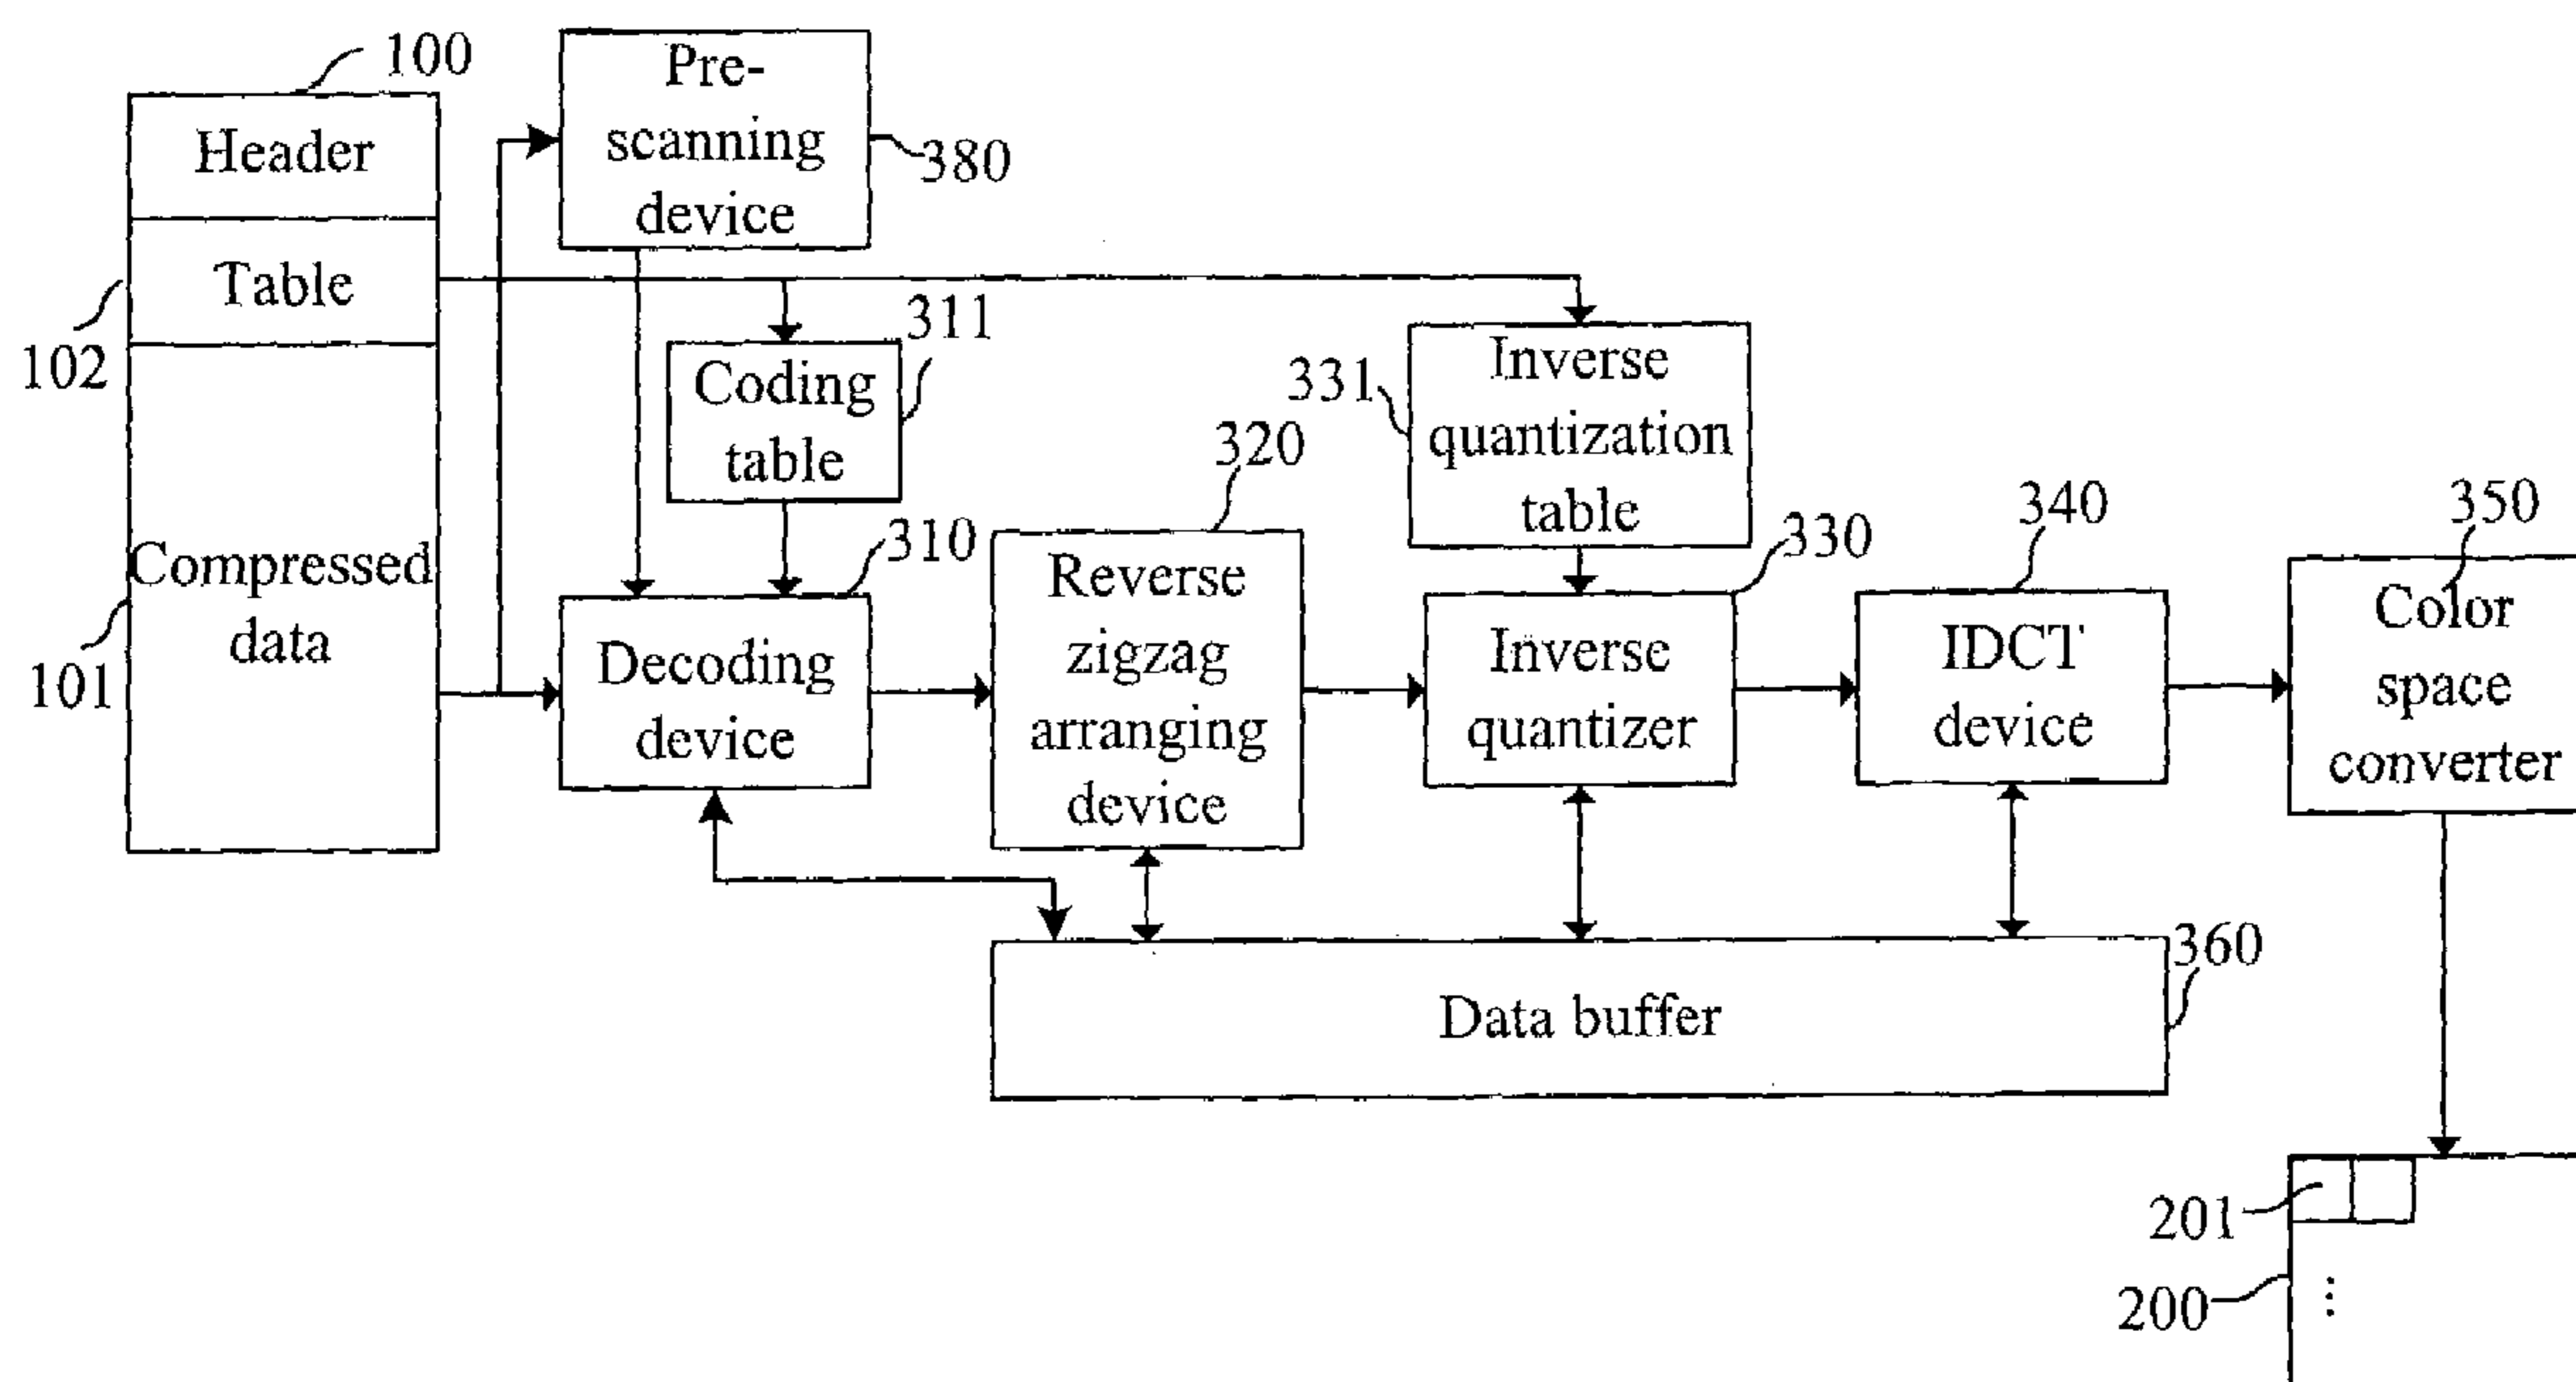 100
Header
Table
102
Compressed
data
101
Pre-
scanning
device
380
Coding
table
311
Decoding
device
310
Reverse
zigzag
arranging
device
320
Inverse
quantization
table
331
Inverse
quantizer
330
IDCT
device
340
Color
space
converter
350
Data buffer
360
201
200
⋮